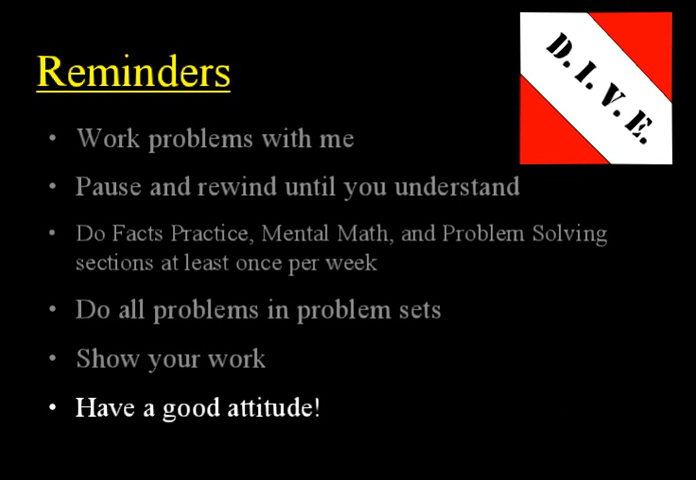 Reminders
D.I.V.E.
• Work problems with me
• Pause and rewind until you understand
• Do Facts Practice, Mental Math, and Problem Solving
sections at least once per week
• Do all problems in problem sets
• Show your work
• Have a good attitude!